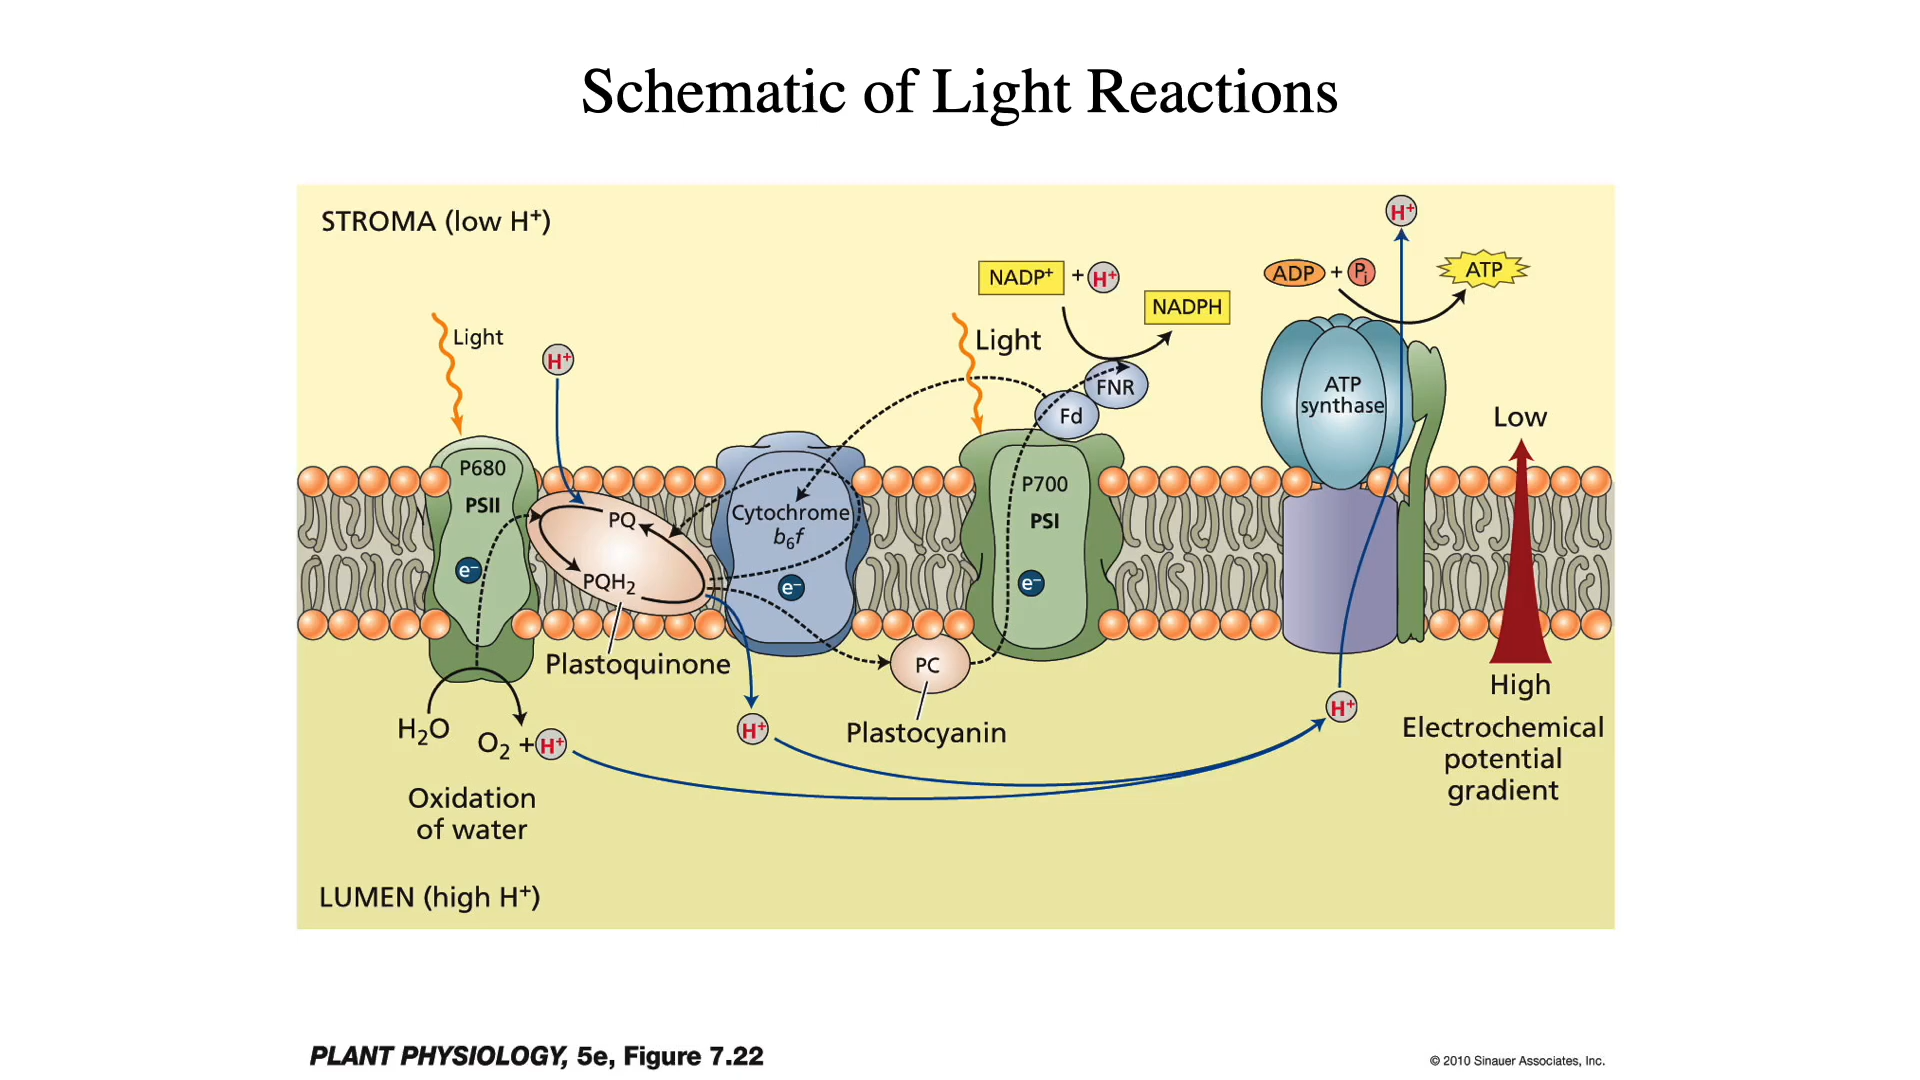 Schematic of Light Reactions
STROMA (low H⁺)
H⁺
NADP⁺ + H⁺
ADP + Pᵢ
ATP
NADPH
Light
H⁺
Light
FNR
Fd
ATP
synthase
Low
P680
PSII
PQ
Cytochrome
b₆f
P700
PSI
e⁻
PQH₂
e⁻
e⁻
Plastoquinone
PC
H₂O
O₂ + H⁺
H⁺
Plastocyanin
H⁺
High
Electrochemical
potential
gradient
Oxidation
of water
LUMEN (high H⁺)
PLANT PHYSIOLOGY, 5e, Figure 7.22
© 2010 Sinauer Associates, Inc.